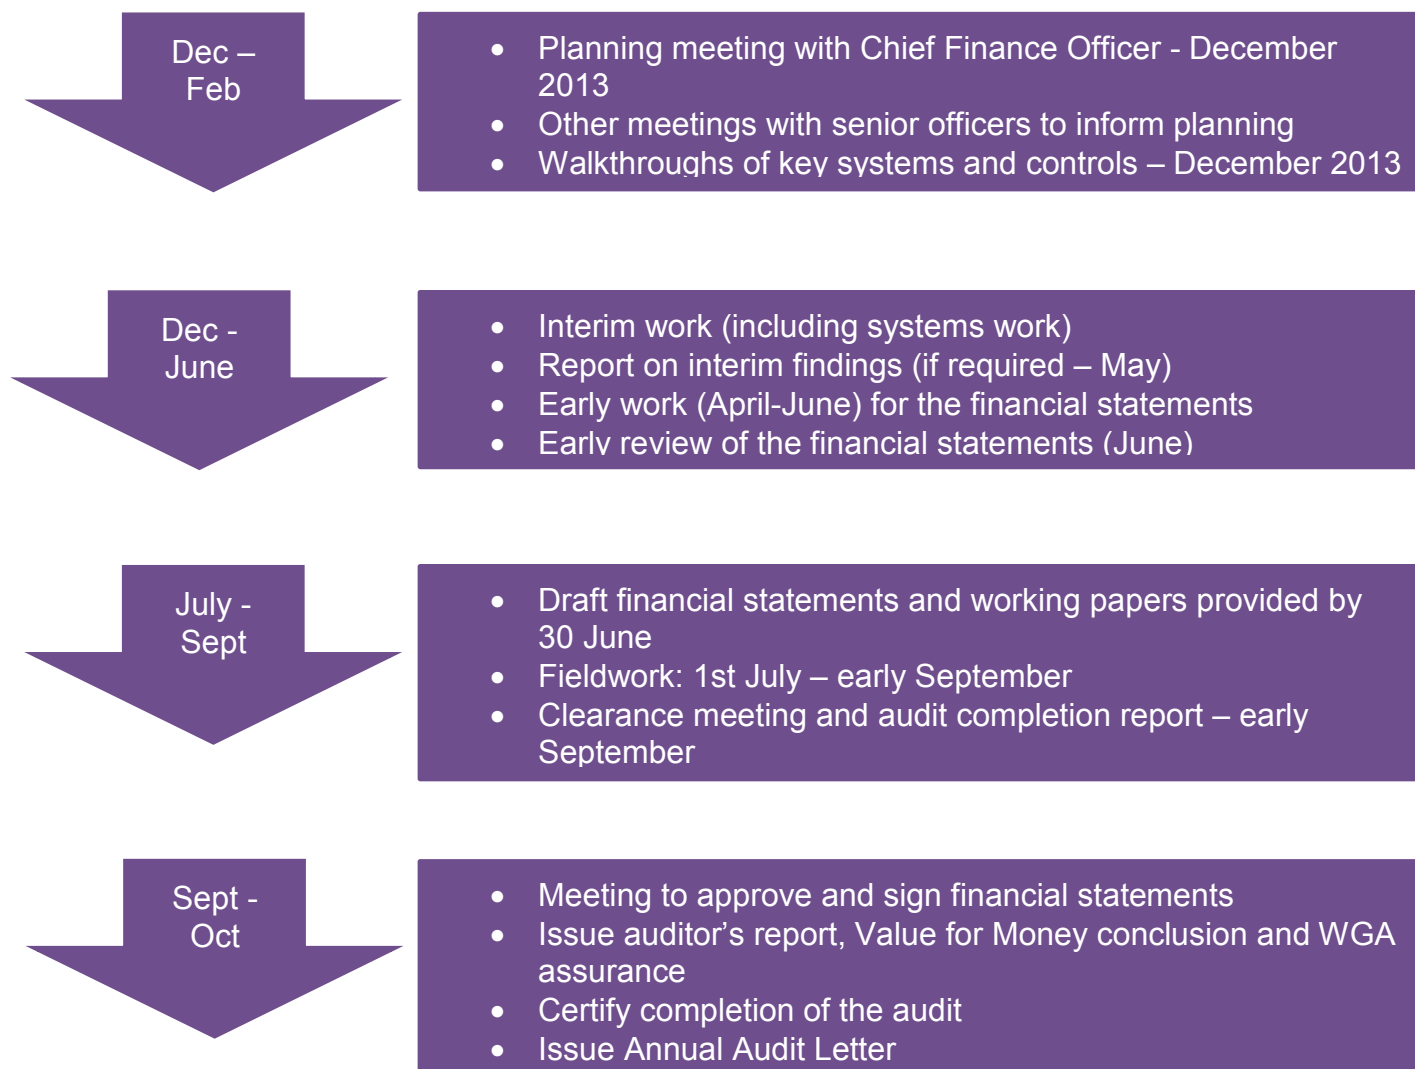 Dec –
Feb
• Planning meeting with Chief Finance Officer - December
2013
• Other meetings with senior officers to inform planning
• Walkthroughs of key systems and controls – December 2013
Dec -
June
• Interim work (including systems work)
• Report on interim findings (if required – May)
• Early work (April-June) for the financial statements
• Early review of the financial statements (June)
July -
Sept
• Draft financial statements and working papers provided by
30 June
• Fieldwork: 1st July – early September
• Clearance meeting and audit completion report – early
September
Sept -
Oct
• Meeting to approve and sign financial statements
• Issue auditor’s report, Value for Money conclusion and WGA
assurance
• Certify completion of the audit
• Issue Annual Audit Letter